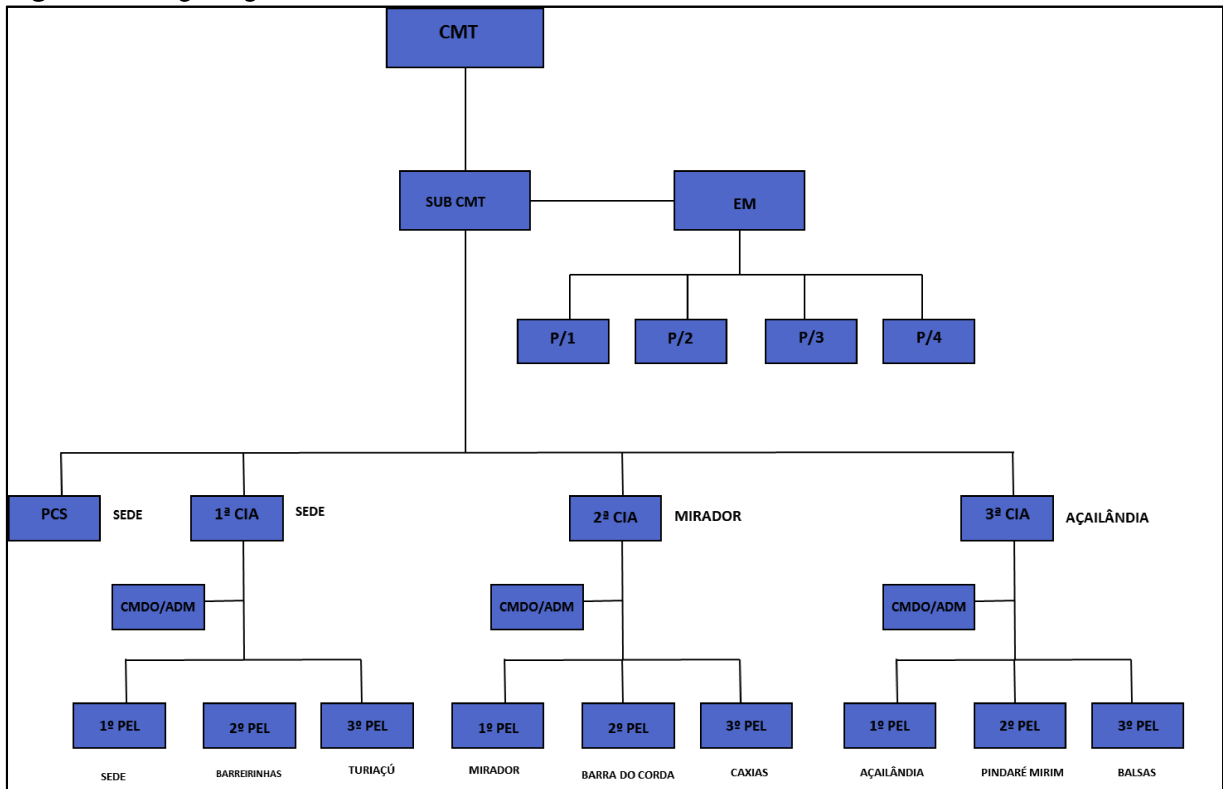 CMT
SUB CMT
EM
P/1
P/2
P/3
P/4
PCS
SEDE
1ª CIA
SEDE
2ª CIA
MIRADOR
3ª CIA
AÇAILÂNDIA
CMDO/ADM
CMDO/ADM
CMDO/ADM
1º PEL
2º PEL
3º PEL
1º PEL
2º PEL
3º PEL
1º PEL
2º PEL
3º PEL
SEDE
BARREIRINHAS
TURIAÇÚ
MIRADOR
BARRA DO CORDA
CAXIAS
AÇAILÂNDIA
PINDARÉ MIRIM
BALSAS